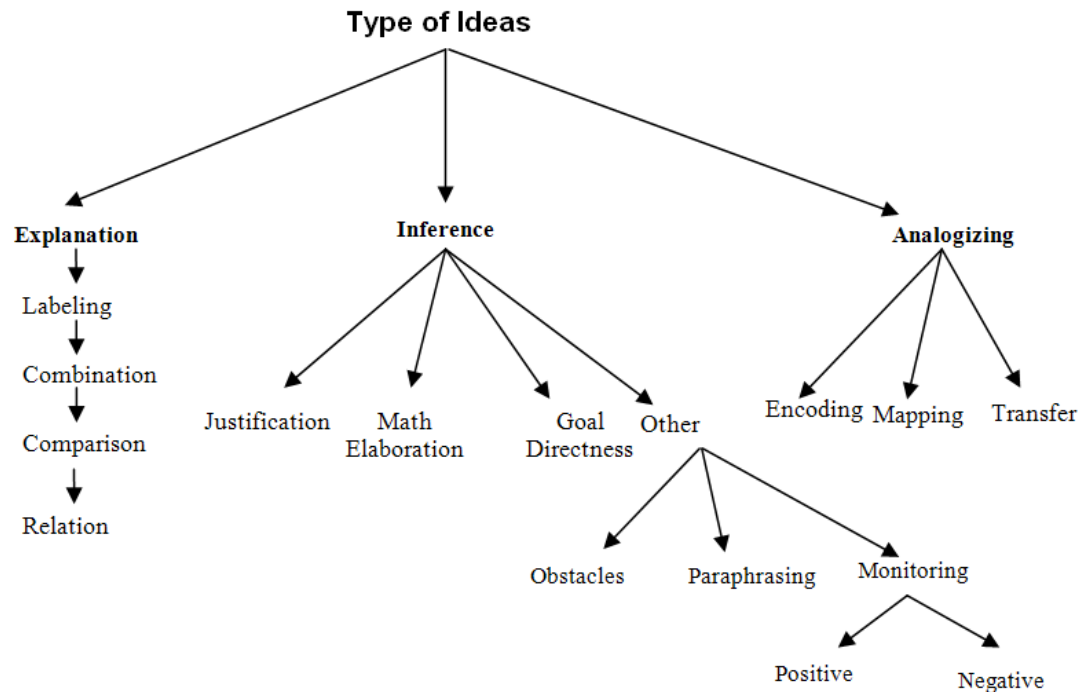 Type of Ideas
Explanation
Inference
Analogizing
Labeling
Combination
Comparison
Relation
Justification
Math
Elaboration
Goal
Directness
Other
Encoding
Mapping
Transfer
Obstacles
Paraphrasing
Monitoring
Positive
Negative